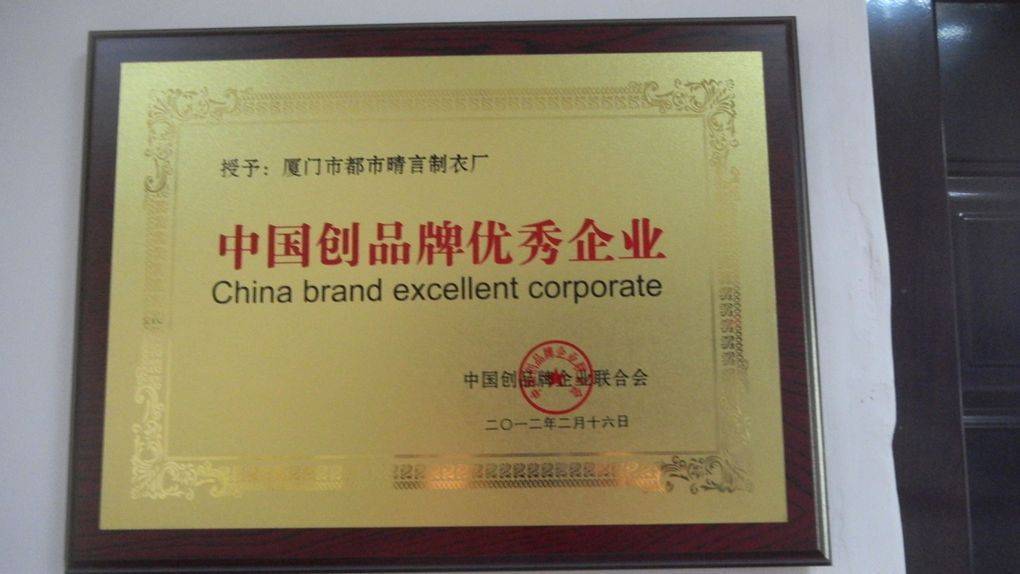 授予：厦门市都市晴言制衣厂
中国创品牌优秀企业
China brand excellent corporate
中国创品牌企业联合会
二〇一二年二月十六日